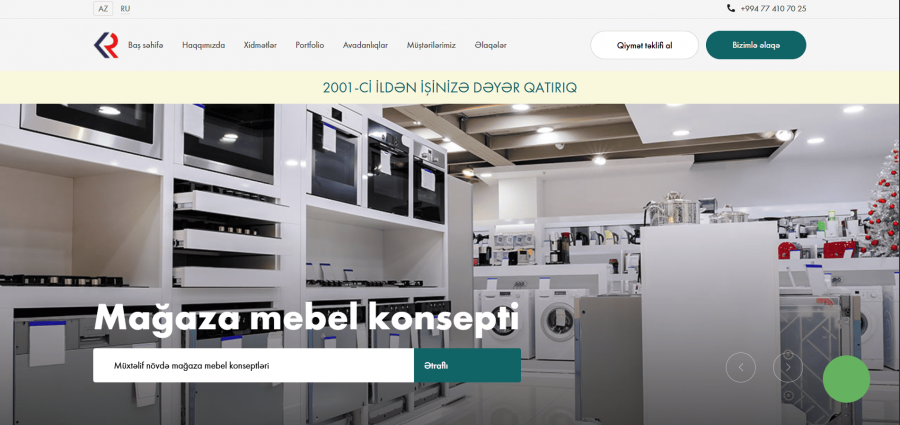 AZ RU +994 77 410 70 25
Baş səhifə Haqqımızda Xidmətlər Portfolio Avadanlıqlar Müştərilərimiz Əlaqələr Qiymət təklifi al Bizimlə əlaqə
2001-Cİ İLDƏN İŞİNİZƏ DƏYƏR QATIRIQ
Mağaza mebel konsepti
Müxtəlif növdə mağaza mebel konseptləri Ətraflı